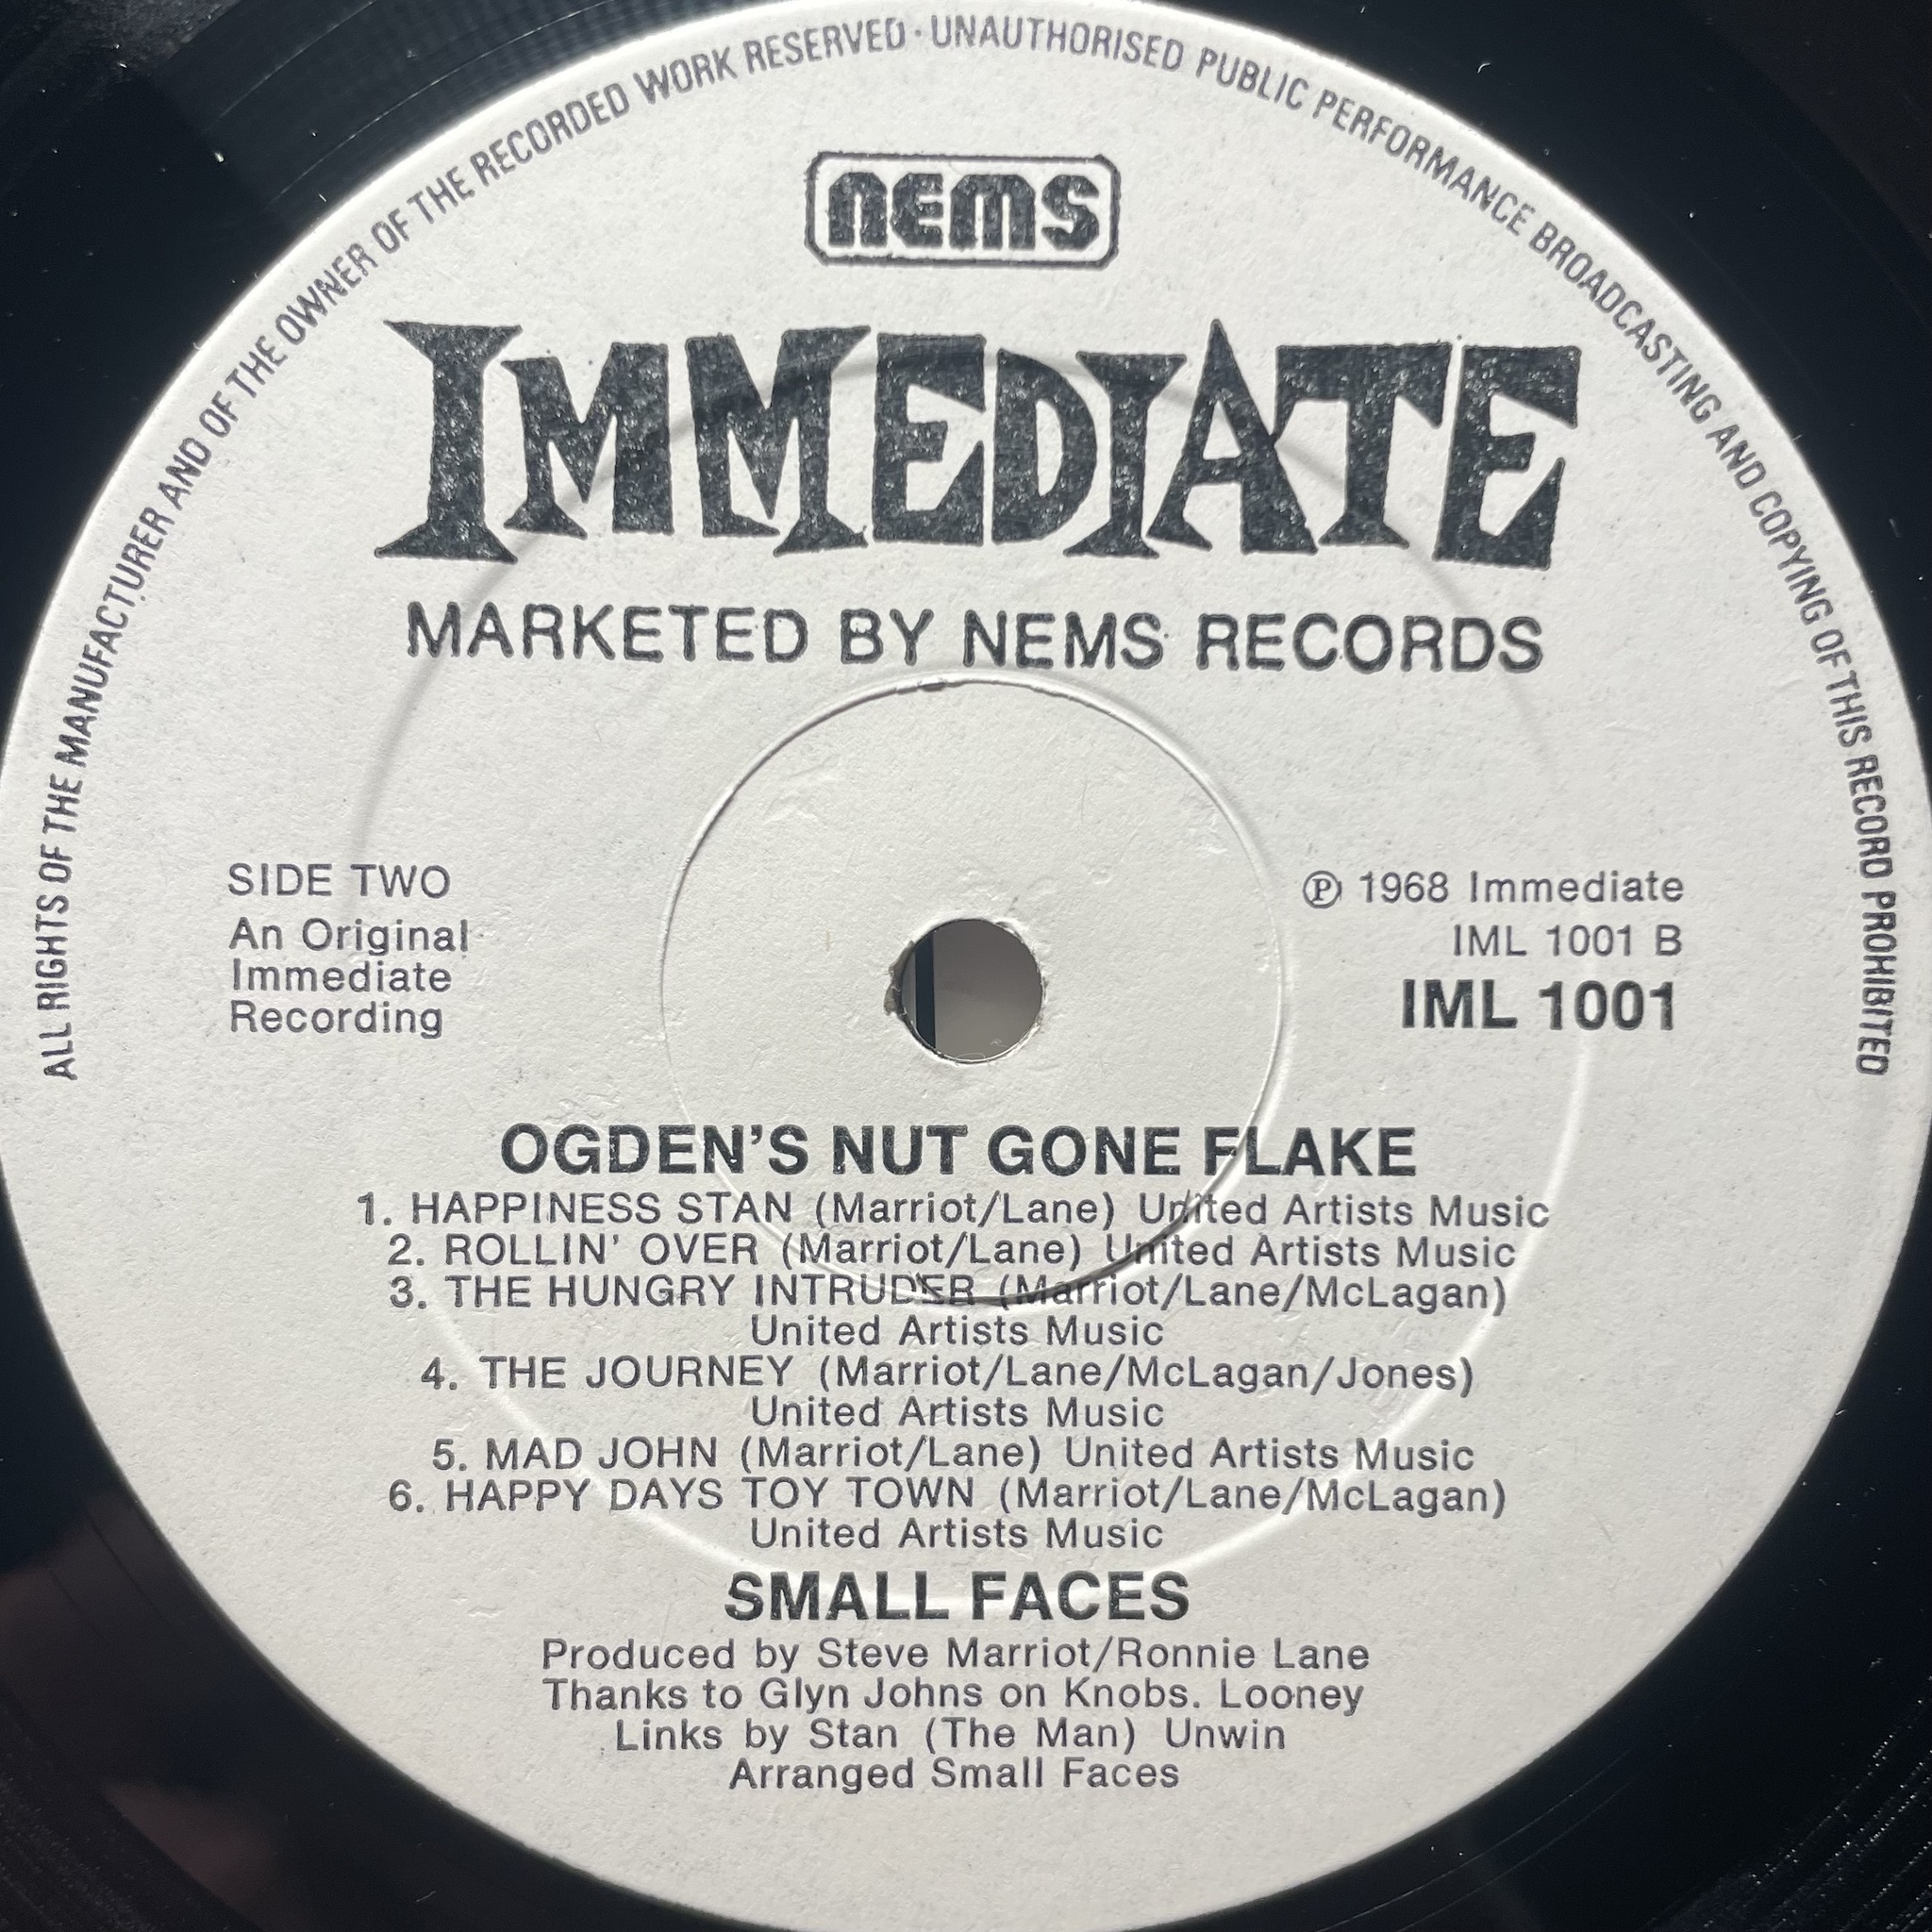 ALL RIGHTS OF THE MANUFACTURER AND OF THE OWNER OF THE RECORDED WORK RESERVED · UNAUTHORISED PUBLIC PERFORMANCE BROADCASTING AND COPYING OF THIS RECORD PROHIBITED
nems
IMMEDIATE
MARKETED BY NEMS RECORDS
SIDE TWO
An Original
Immediate
Recording
℗ 1968 Immediate
IML 1001 B
IML 1001
OGDEN'S NUT GONE FLAKE
1. HAPPINESS STAN (Marriot/Lane) United Artists Music
2. ROLLIN' OVER (Marriot/Lane) United Artists Music
3. THE HUNGRY INTRUDER (Marriot/Lane/McLagan)
United Artists Music
4. THE JOURNEY (Marriot/Lane/McLagan/Jones)
United Artists Music
5. MAD JOHN (Marriot/Lane) United Artists Music
6. HAPPY DAYS TOY TOWN (Marriot/Lane/McLagan)
United Artists Music
SMALL FACES
Produced by Steve Marriot/Ronnie Lane
Thanks to Glyn Johns on Knobs. Looney
Links by Stan (The Man) Unwin
Arranged Small Faces